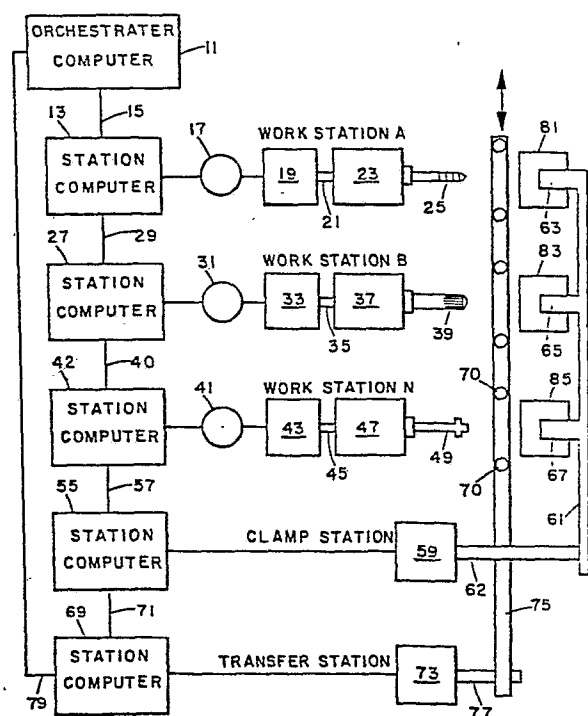 ORCHESTRATER
COMPUTER
11
13
15
STATION
COMPUTER
17
WORK STATION A
19
21
23
25
81
63
27
29
STATION
COMPUTER
31
WORK STATION B
33
35
37
39
83
65
42
40
STATION
COMPUTER
41
WORK STATION N
43
45
47
49
70
70
85
67
61
55
57
STATION
COMPUTER
CLAMP STATION
59
62
75
69
71
STATION
COMPUTER
79
TRANSFER STATION
73
77